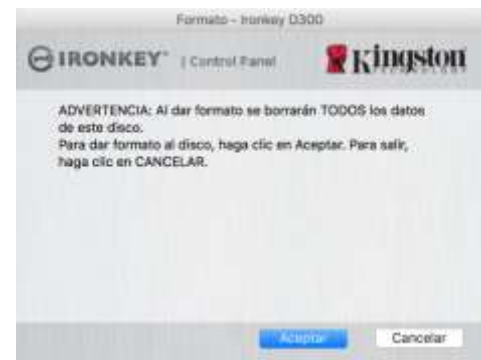 Formato - Ironkey D300
IRONKEY | Control Panel
Kingston
TECHNOLOGY
ADVERTENCIA: Al dar formato se borrarán TODOS los datos
de este disco.
Para dar formato al disco, haga clic en Aceptar. Para salir,
haga clic en CANCELAR.
Aceptar
Cancelar